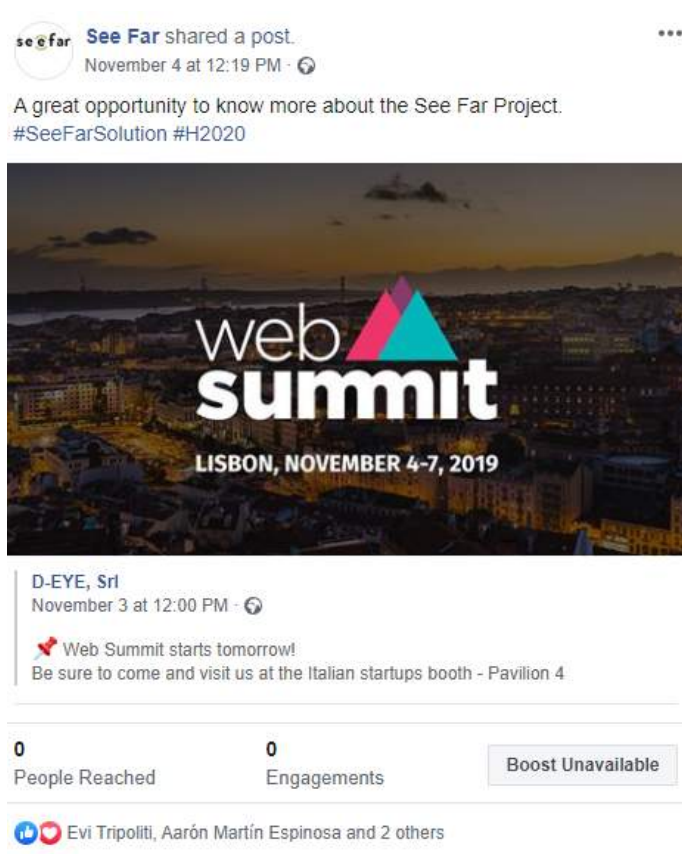 see far
See Far shared a post.
November 4 at 12:19 PM ·
A great opportunity to know more about the See Far Project.
#SeeFarSolution #H2020
web
summit
LISBON, NOVEMBER 4-7, 2019
D-EYE, Srl
November 3 at 12:00 PM ·
Web Summit starts tomorrow!
Be sure to come and visit us at the Italian startups booth - Pavilion 4
0
People Reached
0
Engagements
Boost Unavailable
Evi Tripoliti, Aarón Martín Espinosa and 2 others